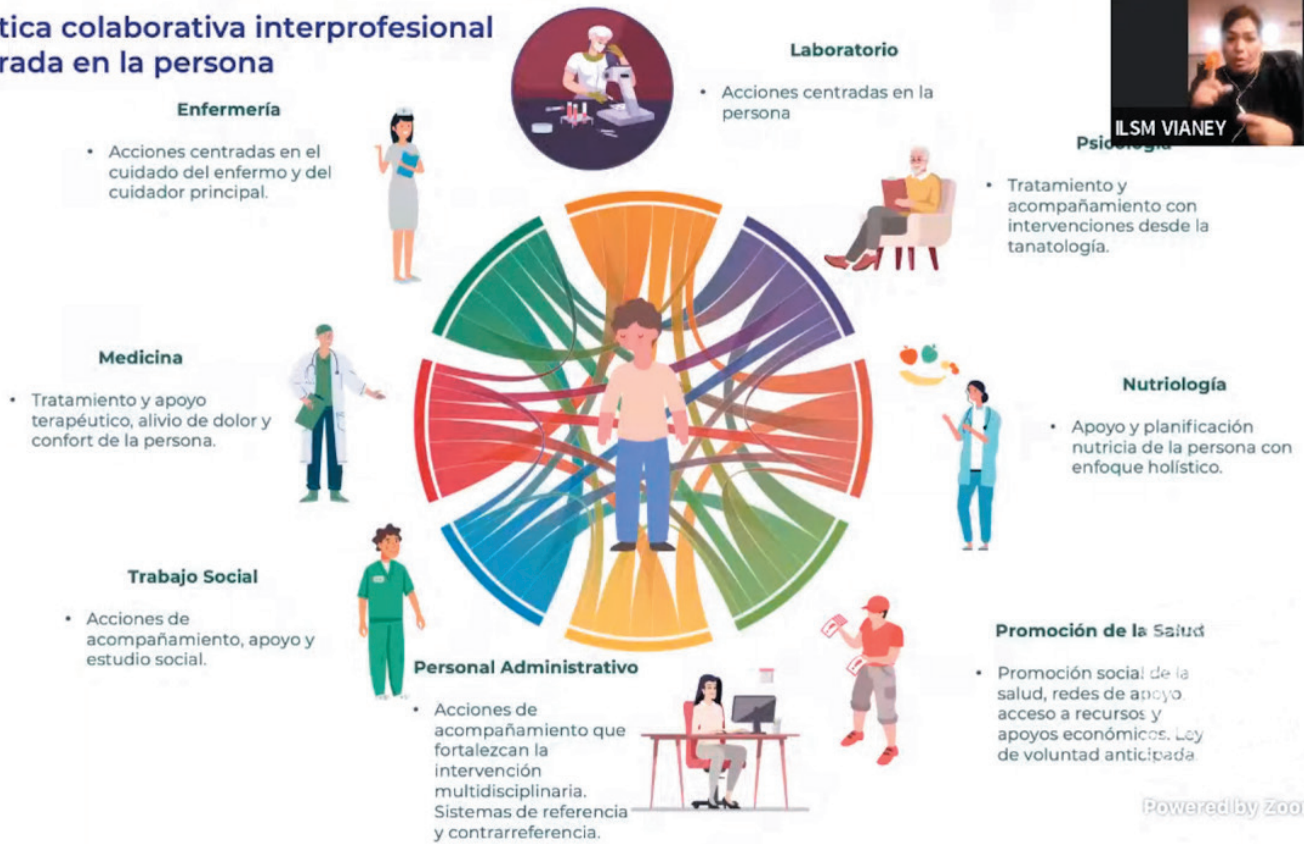 tica colaborativa interprofesional
rada en la persona
Enfermería
• Acciones centradas en el
cuidado del enfermo y del
cuidador principal.
Laboratorio
• Acciones centradas en la
persona
ILSM VIANEY
Psicología
• Tratamiento y
acompañamiento con
intervenciones desde la
tanatología.
Medicina
• Tratamiento y apoyo
terapéutico, alivio de dolor y
confort de la persona.
Nutriología
• Apoyo y planificación
nutricia de la persona con
enfoque holístico.
Trabajo Social
• Acciones de
acompañamiento, apoyo y
estudio social.
Personal Administrativo
• Acciones de
acompañamiento que
fortalezcan la
intervención
multidisciplinaria.
Sistemas de referencia
y contrarreferencia.
Promoción de la Salud
• Promoción social de la
salud, redes de apoyo.
acceso a recursos y
apoyos económicos. Ley
de voluntad anticipada.
Powered by Zoo